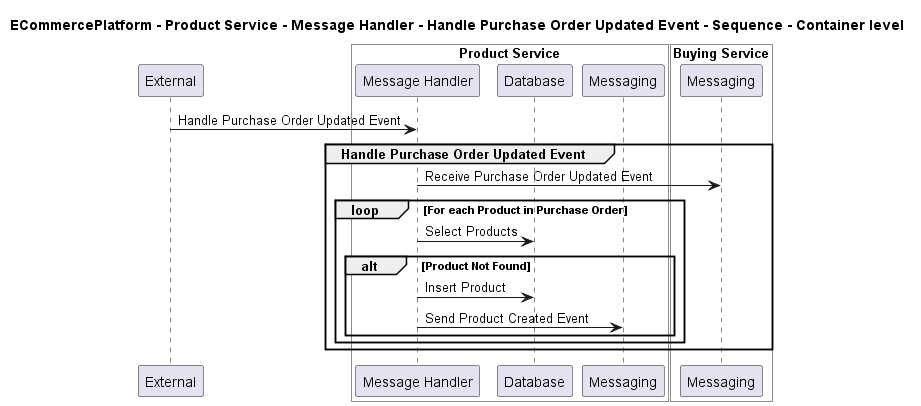 ECommercePlatform - Product Service - Message Handler - Handle Purchase Order Updated Event - Sequence - Container level
Product Service
Buying Service
External
Message Handler
Database
Messaging
Messaging
Handle Purchase Order Updated Event
Handle Purchase Order Updated Event
Receive Purchase Order Updated Event
loop
[For each Product in Purchase Order]
Select Products
alt
[Product Not Found]
Insert Product
Send Product Created Event
External
Message Handler
Database
Messaging
Messaging